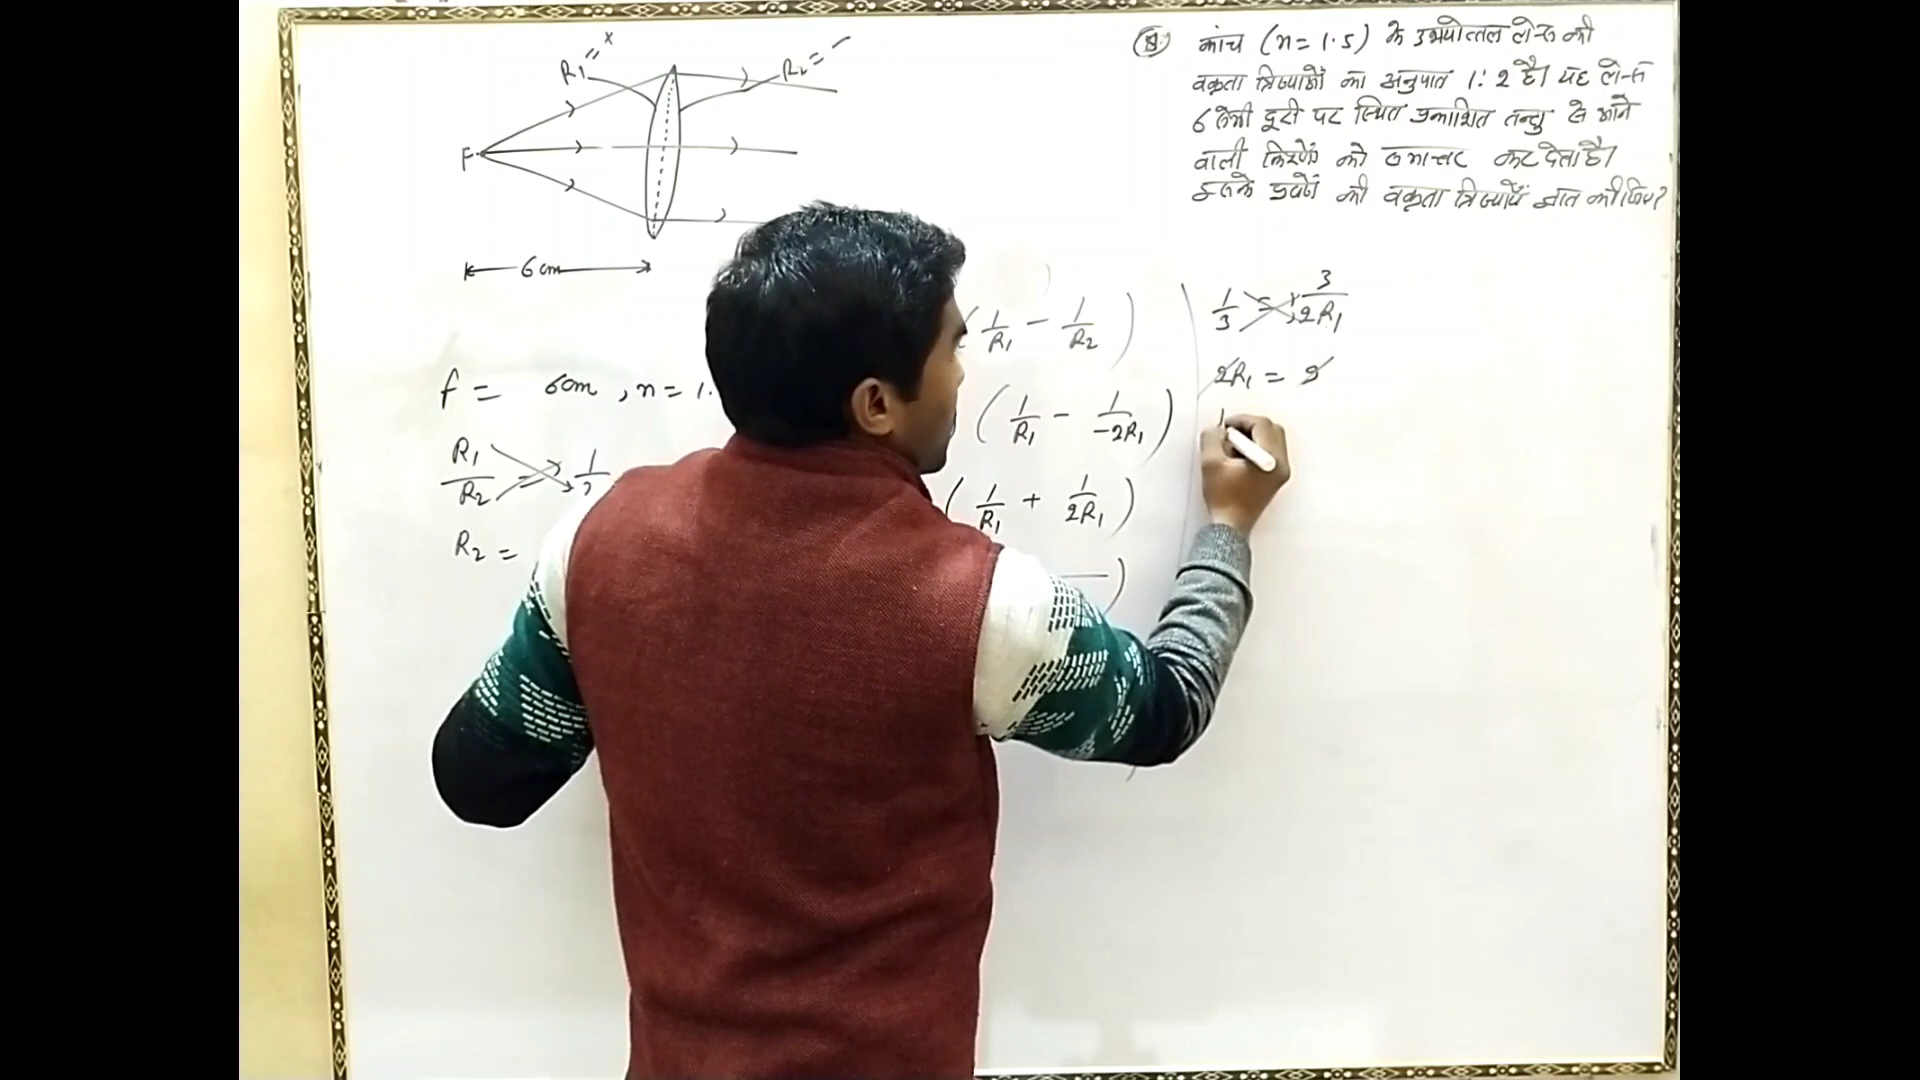 R₁ = +
R₂ = -
F
6 cm
f = 6cm , n = 1.
R₁/R₂ = 1/2
R₂ =
(1/R₁ - 1/R₂)
(1/R₁ - 1/-2R₁)
(1/R₁ + 1/2R₁)
कांच (n = 1.5) के उभयोत्तल लेन्स की
वक्रता त्रिज्याओं का अनुपात 1:2 है। यह लेन्स
6 सेमी दूरी पर स्थित प्रकाशित तन्तु से आने
वाली किरणों को समान्तर कर देता है।
इसके पृष्ठों की वक्रता त्रिज्यायें ज्ञात कीजिए?
1/3 = 3/2R₁
2R₁ = 9